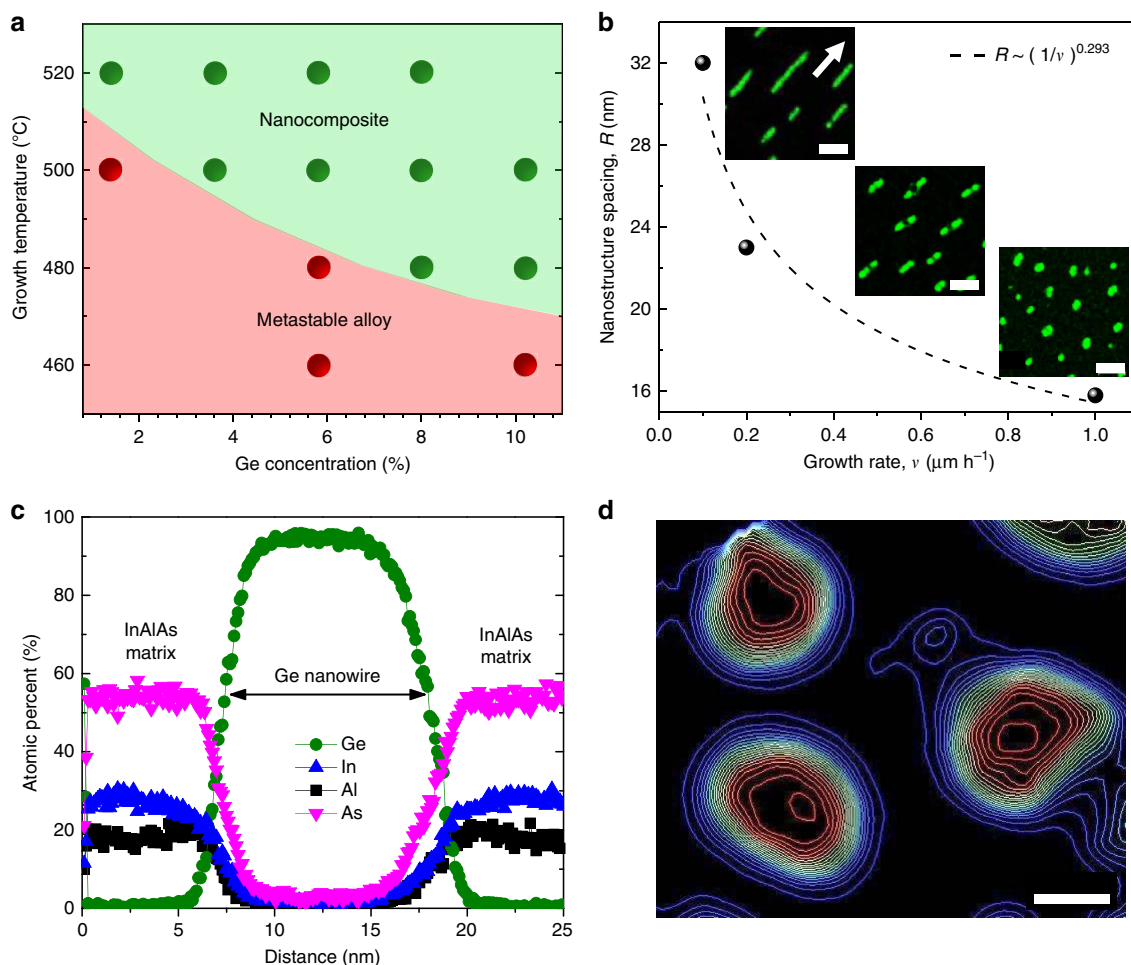 a
Growth temperature (°C)
520
500
480
460
Nanocomposite
Metastable alloy
2
4
6
8
10
Ge concentration (%)
b
Nanostructure spacing, R (nm)
32
29
26
23
20
16
R ~ (1/v)^0.293
0.0
0.2
0.4
0.6
0.8
1.0
Growth rate, v (μm h⁻¹)
c
Atomic percent (%)
100
80
60
40
20
0
InAlAs
matrix
Ge nanowire
InAlAs
matrix
Ge
In
Al
As
0
5
10
15
20
25
Distance (nm)
d